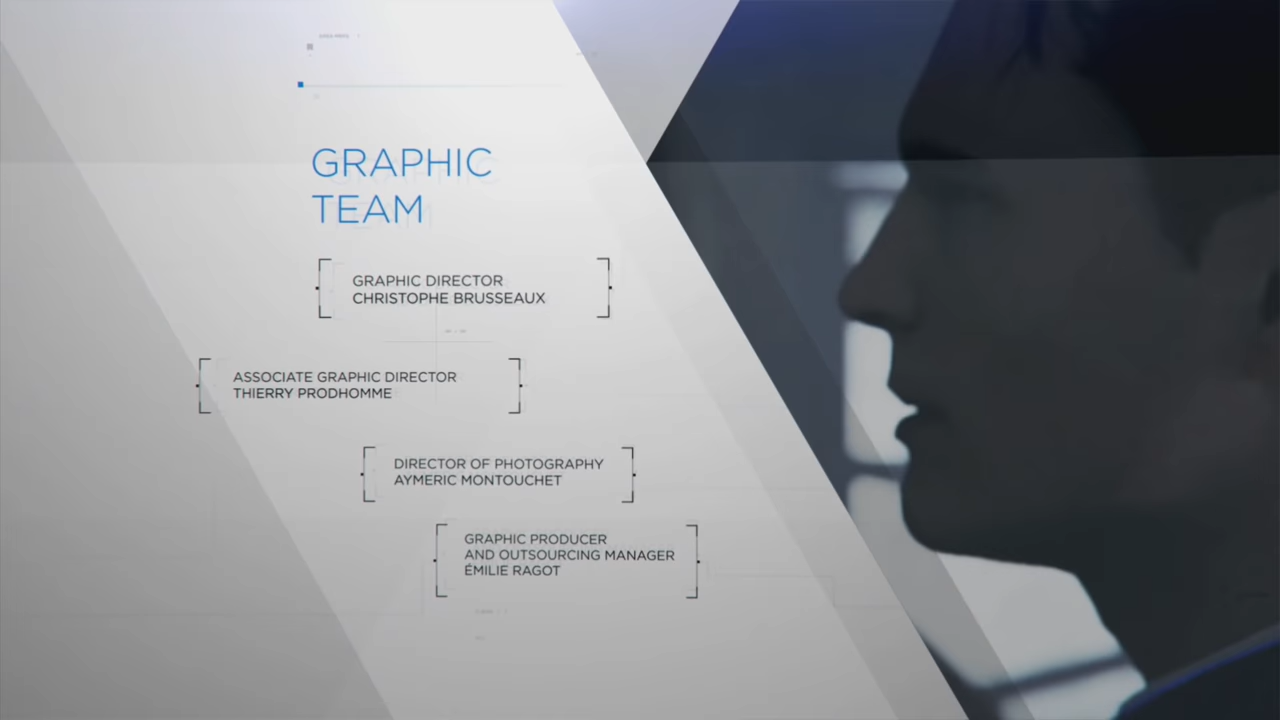 GRAPHIC
TEAM
GRAPHIC DIRECTOR
CHRISTOPHE BRUSSEAUX
ASSOCIATE GRAPHIC DIRECTOR
THIERRY PRODHOMME
DIRECTOR OF PHOTOGRAPHY
AYMERIC MONTOUCHET
GRAPHIC PRODUCER
AND OUTSOURCING MANAGER
ÉMILIE RAGOT